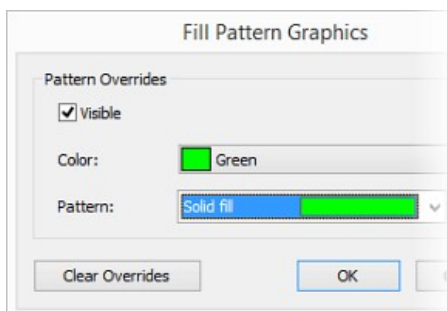 Fill Pattern Graphics
Pattern Overrides
Visible
Color: Green
Pattern: Solid fill
Clear Overrides OK